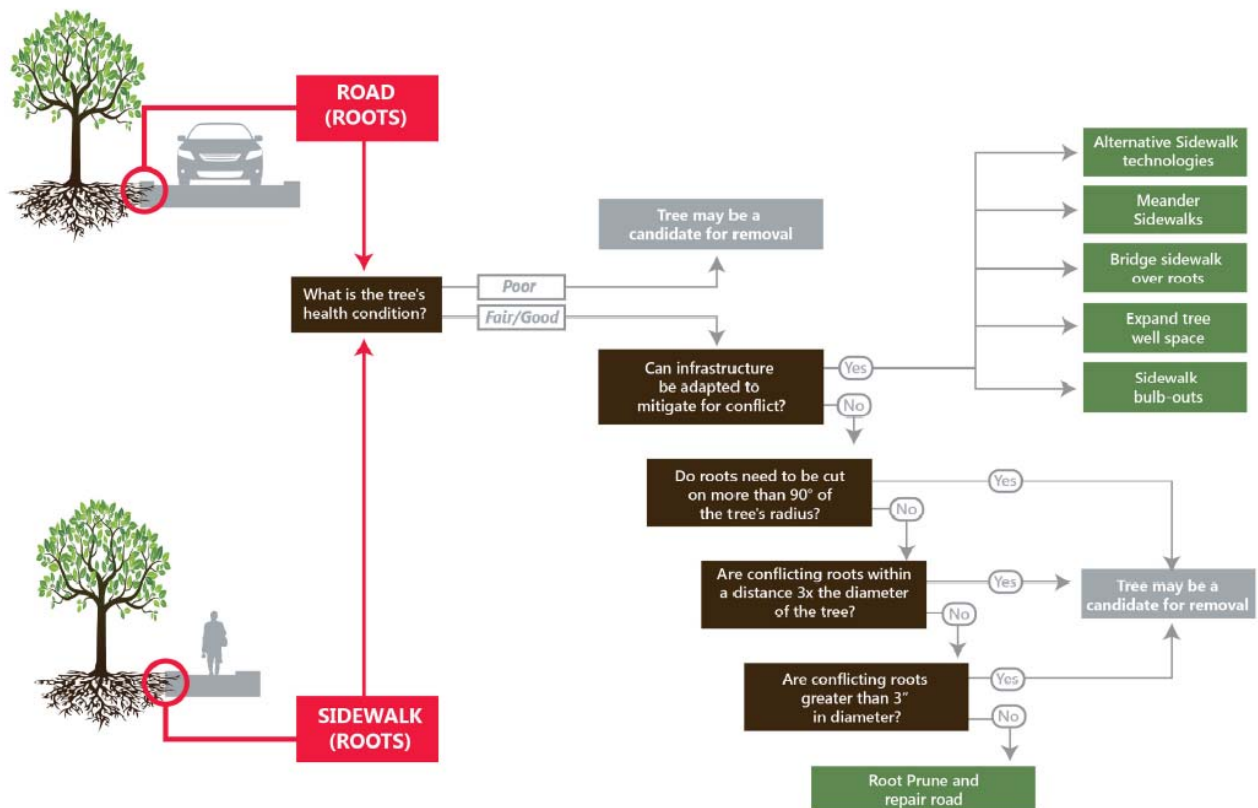 ROAD
(ROOTS)
Tree may be a
candidate for removal
What is the tree's
health condition?
Poor
Fair/Good
Can infrastructure
be adapted to
mitigate for conflict?
Yes
No
Alternative Sidewalk
technologies
Meander
Sidewalks
Bridge sidewalk
over roots
Expand tree
well space
Sidewalk
bulb-outs
Do roots need to be cut
on more than 90° of
the tree's radius?
Yes
No
Are conflicting roots within
a distance 3x the diameter
of the tree?
Yes
No
Tree may be a
candidate for removal
Are conflicting roots
greater than 3"
in diameter?
Yes
No
SIDEWALK
(ROOTS)
Root Prune and
repair road